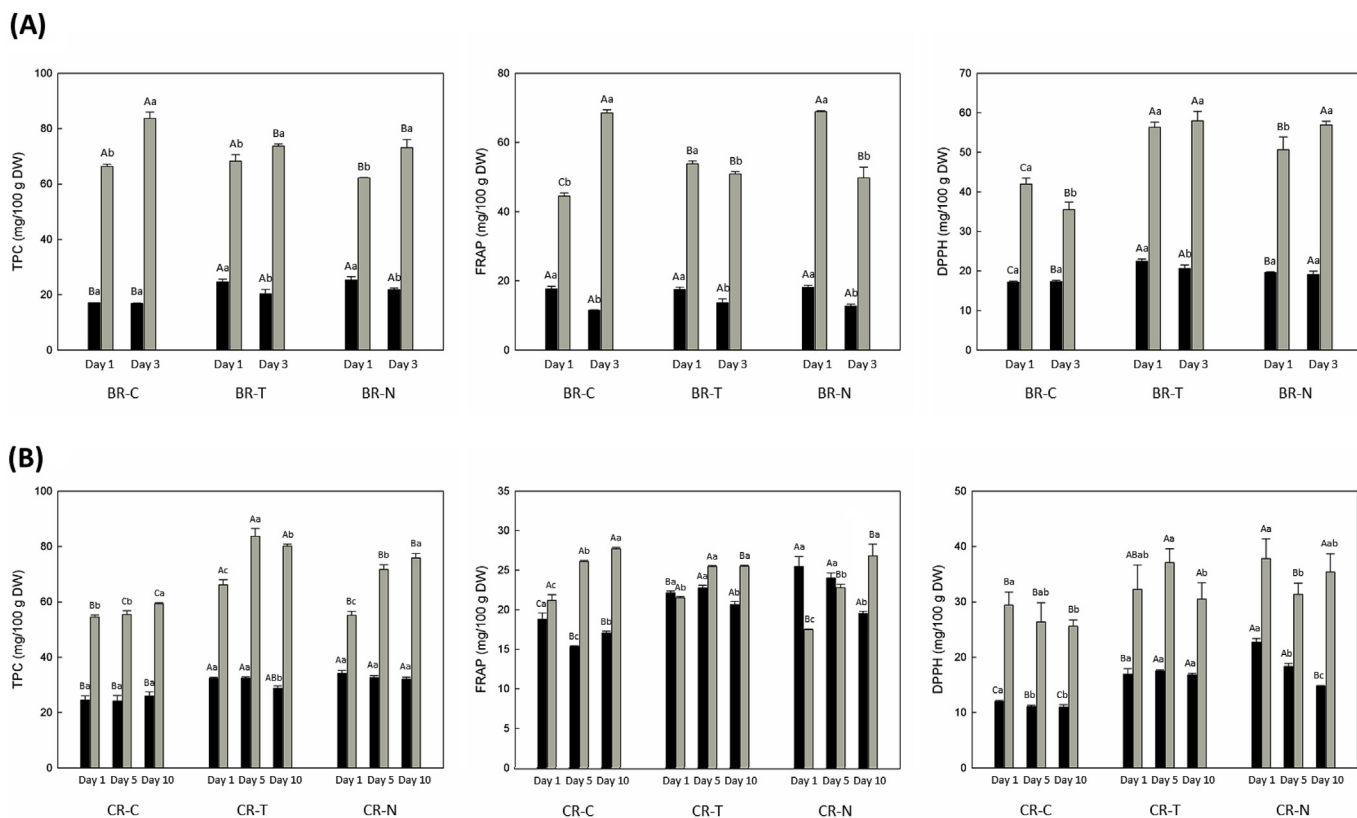 (A)
TPC (mg/100 g DW)
100
80
60
40
20
0
Ba Ab Ba Aa Aa Ab Ab Ba Aa Bb Ab Ba
Day 1 Day 3 Day 1 Day 3 Day 1 Day 3
BR-C BR-T BR-N
FRAP (mg/100 g DW)
80
60
40
20
0
Aa Cb Ab Aa Aa Ba Ab Bb Aa Aa Ab Bb
Day 1 Day 3 Day 1 Day 3 Day 1 Day 3
BR-C BR-T BR-N
DPPH (mg/100 g DW)
70
60
50
40
30
20
10
0
Ca Ca Ca Bb Aa Aa Ab Aa Ba Bb Aa Aa
Day 1 Day 3 Day 1 Day 3 Day 1 Day 3
BR-C BR-T BR-N
(B)
TPC (mg/100 g DW)
100
80
60
40
20
0
Ba Bb Ba Cb Ba Ca Aa Ac Aa Aa ABb Ab Aa Bc Aa Bb Aa Ba
Day 1 Day 5 Day 10 Day 1 Day 5 Day 10 Day 1 Day 5 Day 10
CR-C CR-T CR-N
FRAP (mg/100 g DW)
35
30
25
20
15
10
5
0
Ca Ac Bc Ab Bb Aa Ba Ab Aa Ba Ab Ba Aa Bc Aa Bb Ab Ba
Day 1 Day 5 Day 10 Day 1 Day 5 Day 10 Day 1 Day 5 Day 10
CR-C CR-T CR-N
DPPH (mg/100 g DW)
50
40
30
20
10
0
Ca Ba Bb Bab Cb Bb Ba ABab Aa Aa Ab Ab Aa Aa Ab Bb Bc Aab
Day 1 Day 5 Day 10 Day 1 Day 5 Day 10 Day 1 Day 5 Day 10
CR-C CR-T CR-N